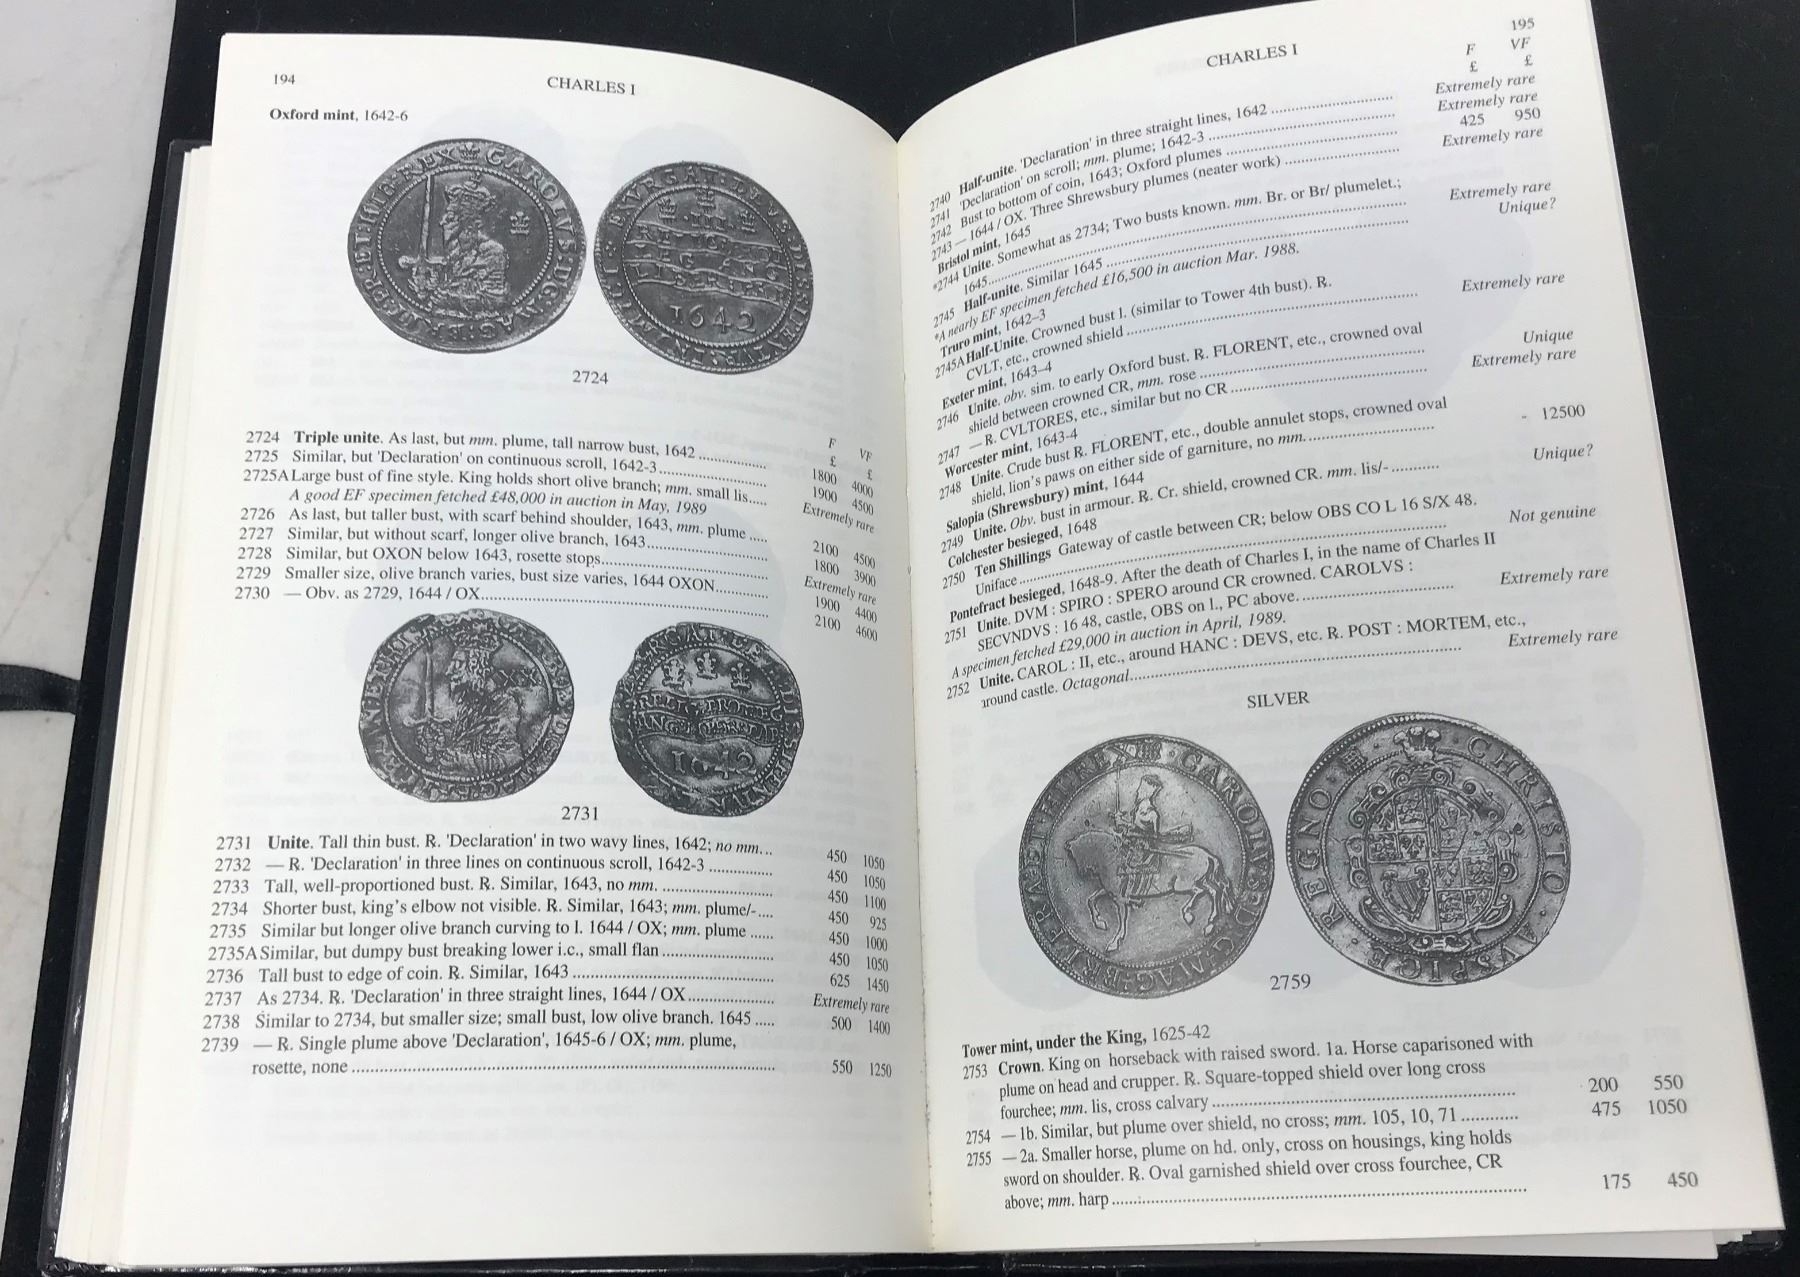 194
CHARLES I
Oxford mint, 1642-6
2724
F VF
£ £
2724 Triple unite. As last, but mm. plume, tall narrow bust, 1642 .................. 1800 4000
2725 Similar, but 'Declaration' on continuous scroll, 1642-3 ............................ 1900 4500
2725A Large bust of fine style. King holds short olive branch; mm. small lis..... Extremely rare
A good EF specimen fetched £48,000 in auction in May, 1989
2726 As last, but taller bust, with scarf behind shoulder, 1643, mm. plume ..... 2100 4500
2727 Similar, but without scarf, longer olive branch, 1643............................... 1800 3900
2728 Similar, but OXON below 1643, rosette stops.......................................... Extremely rare
2729 Smaller size, olive branch varies, bust size varies, 1644 OXON............. 1900 4400
2730 — Obv. as 2729, 1644 / OX...................................................................... 2100 4600
2731
2731 Unite. Tall thin bust. R. 'Declaration' in two wavy lines, 1642; no mm... 450 1050
2732 — R. 'Declaration' in three lines on continuous scroll, 1642-3 ............... 450 1050
2733 Tall, well-proportioned bust. R. Similar, 1643, no mm. .......................... 450 1100
2734 Shorter bust, king's elbow not visible. R. Similar, 1643; mm. plume/-.... 450 925
2735 Similar but longer olive branch curving to l. 1644 / OX; mm. plume ...... 450 1000
2735A Similar, but dumpy bust breaking lower i.c., small flan .......................... 450 1050
2736 Tall bust to edge of coin. R. Similar, 1643 ................................................ 625 1450
2737 As 2734. R. 'Declaration' in three straight lines, 1644 / OX.................... Extremely rare
2738 Similar to 2734, but smaller size; small bust, low olive branch. 1645 ..... 500 1400
2739 — R. Single plume above 'Declaration', 1645-6 / OX; mm. plume,
rosette, none .............................................................................................. 550 1250
195
CHARLES I
F VF
£ £
2740 Half-unite. 'Declaration' in three straight lines, 1642 ............................. Extremely rare
2741 'Declaration' on scroll; mm. plume; 1642-3 ............................................ Extremely rare
2742 Bust to bottom of coin, 1643; Oxford plumes ........................................ 425 950
2743 — 1644 / OX. Three Shrewsbury plumes (neater work) .......................... Extremely rare
Bristol mint, 1645
*2744 Unite. Somewhat as 2734; Two busts known. mm. Br. or Br/ plumelet.;
1645............................................................................................................ Extremely rare
2745 Half-unite. Similar 1645 ........................................................................... Unique?
*A nearly EF specimen fetched £16,500 in auction Mar. 1988.
Truro mint, 1642–3
2745A Half-Unite. Crowned bust l. (similar to Tower 4th bust). R.
CVLT, etc., crowned shield ....................................................................... Extremely rare
Exeter mint, 1643–4
2746 Unite. obv. sim. to early Oxford bust. R. FLORENT, etc., crowned oval
shield between crowned CR, mm. rose ..................................................... Unique
2747 — R. CVLTORES, etc., similar but no CR ............................................... Extremely rare
Worcester mint, 1643-4
2748 Unite. Crude bust R. FLORENT, etc., double annulet stops, crowned oval
shield, lion's paws on either side of garniture, no mm............................... - 12500
Salopia (Shrewsbury) mint, 1644
2749 Unite. Obv. bust in armour. R. Cr. shield, crowned CR. mm. lis/-........... Unique?
Colchester besieged, 1648
2750 Ten Shillings Gateway of castle between CR; below OBS CO L 16 S/X 48.
Uniface....................................................................................................... Not genuine
Pontefract besieged, 1648-9. After the death of Charles I, in the name of Charles II
2751 Unite. DVM : SPIRO : SPERO around CR crowned. CAROLVS :
SECVNDVS : 16 48, castle, OBS on l., PC above..................................... Extremely rare
A specimen fetched £29,000 in auction in April, 1989.
2752 Unite. CAROL : II, etc., around HANC : DEVS, etc. R. POST : MORTEM, etc.,
around castle. Octagonal............................................................................ Extremely rare
SILVER
2759
Tower mint, under the King, 1625-42
2753 Crown. King on horseback with raised sword. 1a. Horse caparisoned with
plume on head and crupper. R. Square-topped shield over long cross
fourchee; mm. lis, cross calvary ................................................................ 200 550
2754 — 1b. Similar, but plume over shield, no cross; mm. 105, 10, 71 ........... 475 1050
2755 — 2a. Smaller horse, plume on hd. only, cross on housings, king holds
sword on shoulder. R. Oval garnished shield over cross fourchee, CR
above; mm. harp ........................................................................................ 175 450